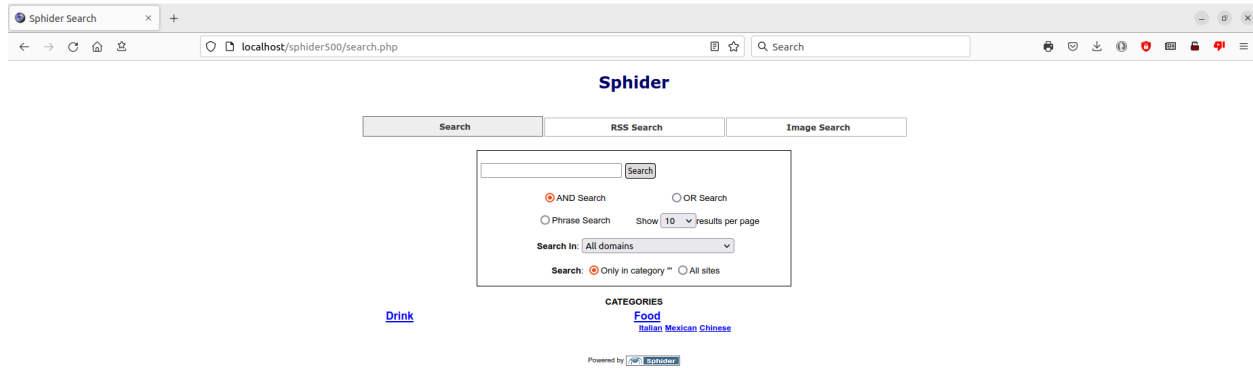 Sphider Search
localhost/sphider500/search.php
Search
Sphider
Search RSS Search Image Search
Search
AND Search OR Search
Phrase Search Show 10 results per page
Search In: All domains
Search: Only in category '" All sites
CATEGORIES
Drink Food
Italian Mexican Chinese
Powered by Sphider